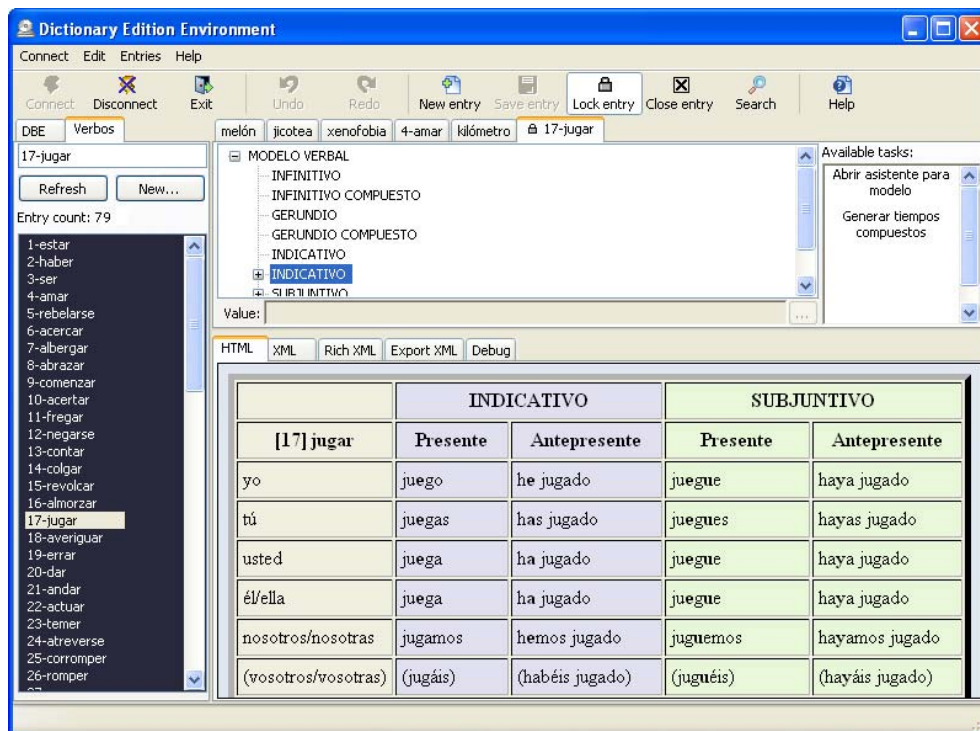 Dictionary Edition Environment
Connect Edit Entries Help
Connect Disconnect Exit Undo Redo New entry Save entry Lock entry Close entry Search Help
DBE Verbos
17-jugar
Refresh New...
Entry count: 79
1-estar
2-haber
3-ser
4-amar
5-rebelarse
6-acercar
7-albergar
8-abrazar
9-comenzar
10-acertar
11-fregar
12-negarse
13-contar
14-colgar
15-revolcar
16-almorzar
17-jugar
18-averiguar
19-errar
20-dar
21-andar
22-actuar
23-temer
24-atreverse
25-corromper
26-romper
melón jicotea xenofobia 4-amar kilómetro 17-jugar
MODELO VERBAL
INFINITIVO
INFINITIVO COMPUESTO
GERUNDIO
GERUNDIO COMPUESTO
INDICATIVO
INDICATIVO
SUBJUNTIVO
Value: ...
Available tasks:
Abrir asistente para
modelo
Generar tiempos
compuestos
HTML XML Rich XML Export XML Debug
INDICATIVO SUBJUNTIVO
[17] jugar Presente Antepresente Presente Antepresente
yo juego he jugado juegue haya jugado
tú juegas has jugado juegues hayas jugado
usted juega ha jugado juegue haya jugado
él/ella juega ha jugado juegue haya jugado
nosotros/nosotras jugamos hemos jugado juguemos hayamos jugado
(vosotros/vosotras) (jugáis) (habéis jugado) (juguéis) (hayáis jugado)